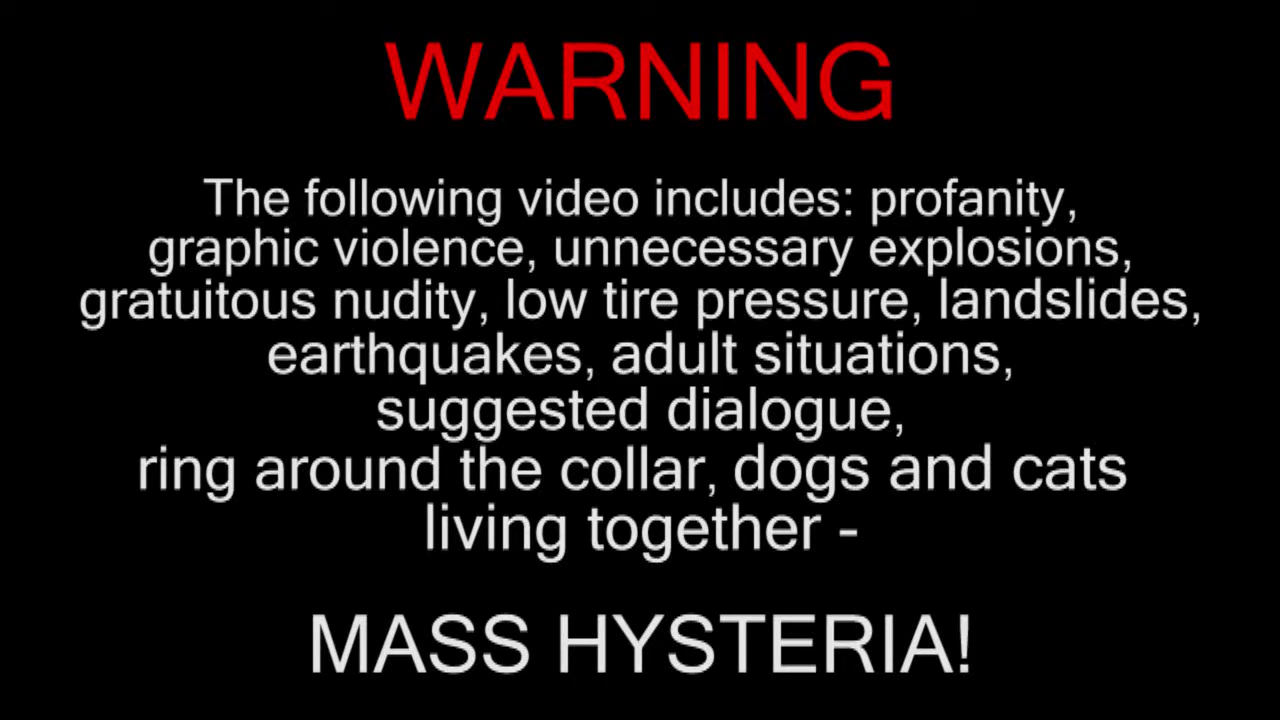 WARNING
The following video includes: profanity,
graphic violence, unnecessary explosions,
gratuitous nudity, low tire pressure, landslides,
earthquakes, adult situations,
suggested dialogue,
ring around the collar, dogs and cats
living together -
MASS HYSTERIA!